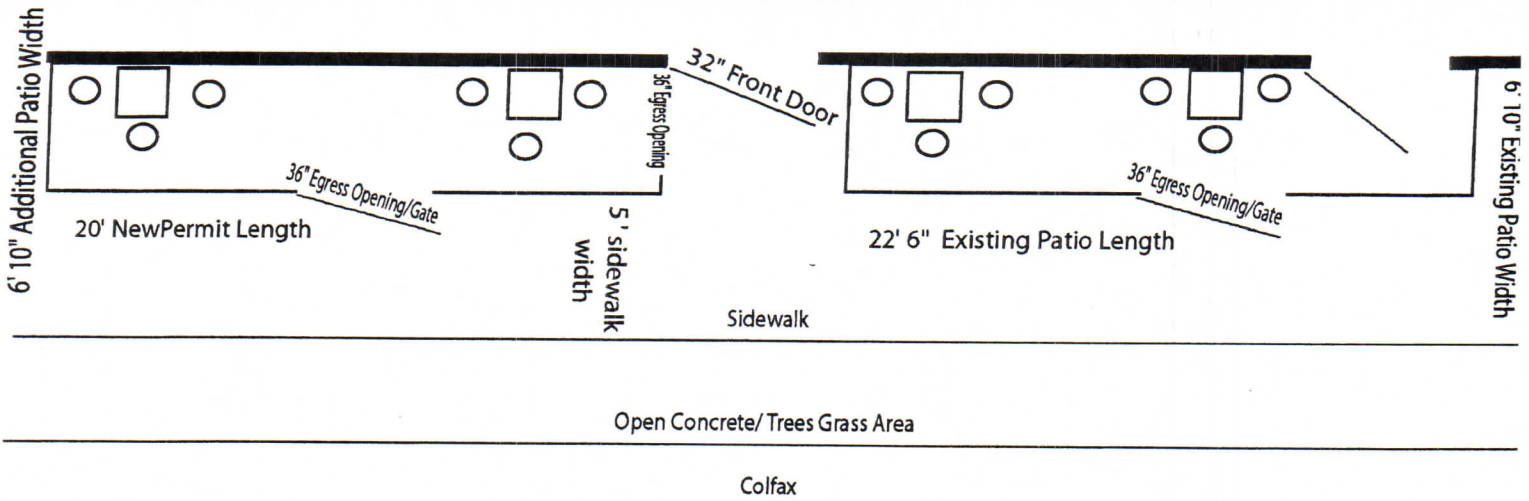 6' 10" Additional Patio Width
32" Front Door
36" Egress Opening
36" Egress Opening/Gate
20' NewPermit Length
5 ' sidewalk
width
36" Egress Opening/Gate
22' 6" Existing Patio Length
6' 10" Existing Patio Width
Sidewalk
Open Concrete/ Trees Grass Area
Colfax